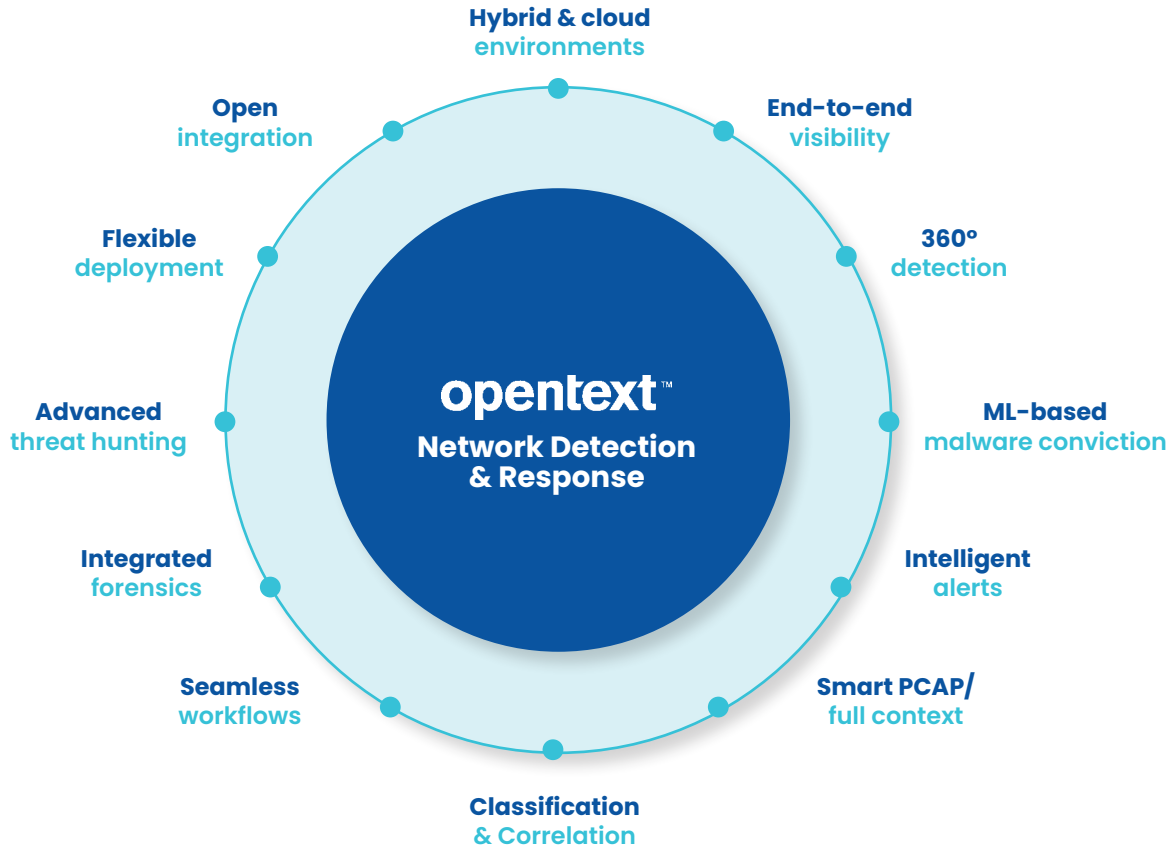 Hybrid & cloud
environments
End-to-end
visibility
360°
detection
ML-based
malware conviction
Intelligent
alerts
Smart PCAP/
full context
Classification
& Correlation
Seamless
workflows
Integrated
forensics
Advanced
threat hunting
Flexible
deployment
Open
integration
opentext™
Network Detection
& Response